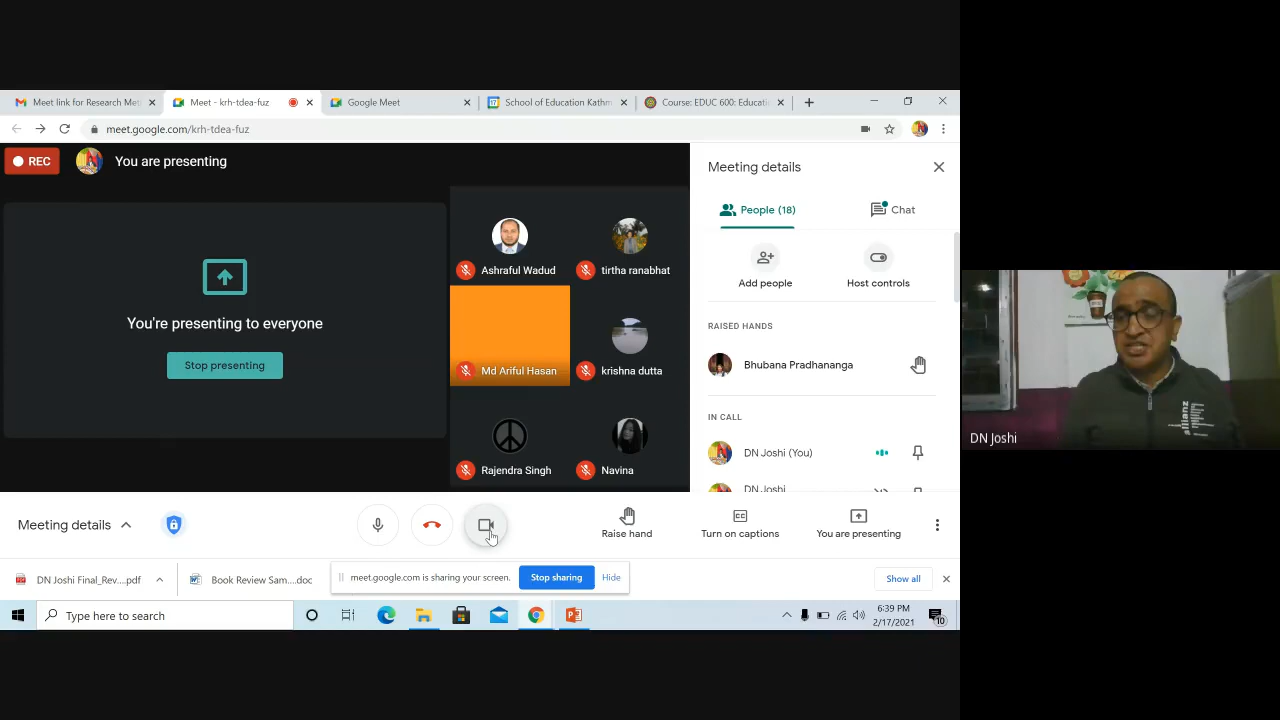 Meet link for Research Met
Meet - krh-tdea-fuz
Google Meet
School of Education Kathm
Course: EDUC 600: Educatio
meet.google.com/krh-tdea-fuz
REC
You are presenting
Meeting details
People (18)
Chat
Add people
Host controls
RAISED HANDS
Bhubana Pradhananga
IN CALL
DN Joshi (You)
DN Joshi
You're presenting to everyone
Stop presenting
Ashraful Wadud
tirtha ranabhat
Md Ariful Hasan
krishna dutta
Rajendra Singh
Navina
DN Joshi
Meeting details
Raise hand
Turn on captions
You are presenting
DN Joshi Final_Rev....pdf
Book Review Sam....doc
meet.google.com is sharing your screen.
Stop sharing
Hide
Show all
Type here to search
6:39 PM
2/17/2021